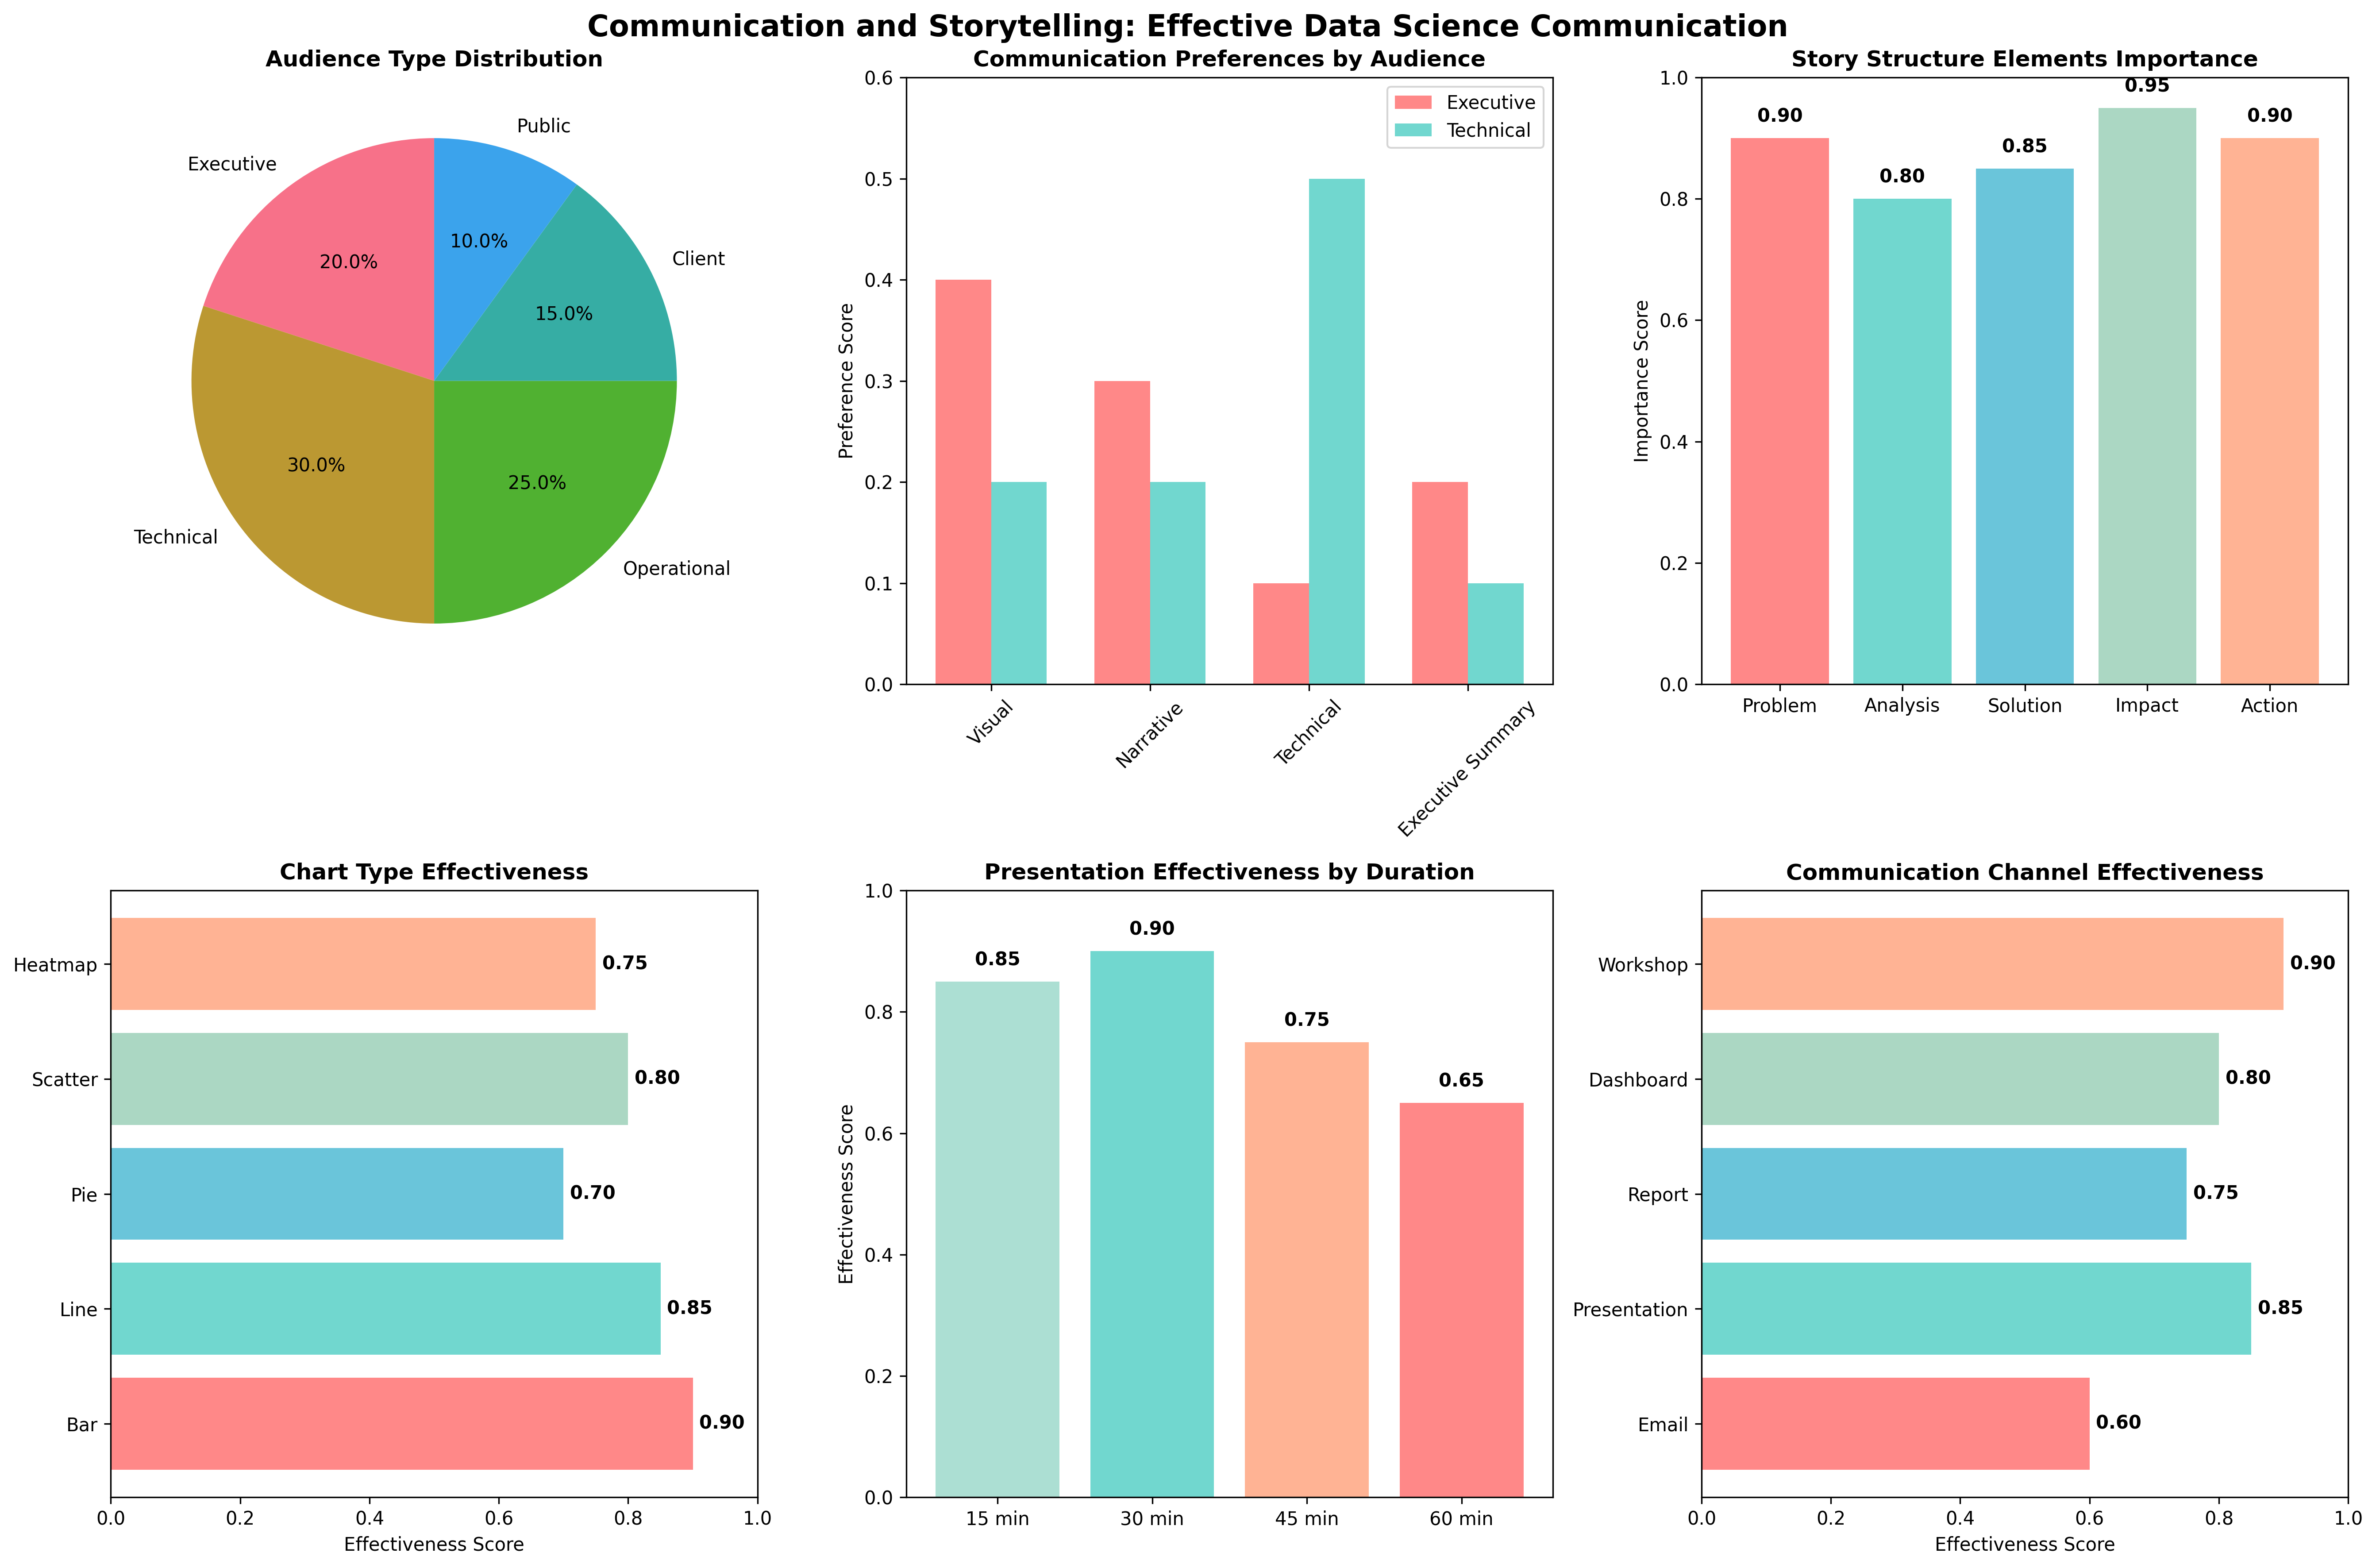 Communication and Storytelling: Effective Data Science Communication
Audience Type Distribution
Public
Executive
10.0%
20.0%
Client
15.0%
30.0%
25.0%
Technical
Operational
Communication Preferences by Audience
Executive
Technical
Preference Score
0.6
0.5
0.4
0.3
0.2
0.1
0.0
Visual
Narrative
Technical
Executive Summary
Story Structure Elements Importance
Importance Score
1.0
0.8
0.6
0.4
0.2
0.0
0.90
0.80
0.85
0.95
0.90
Problem
Analysis
Solution
Impact
Action
Chart Type Effectiveness
Heatmap
0.75
Scatter
0.80
Pie
0.70
Line
0.85
Bar
0.90
0.0
0.2
0.4
0.6
0.8
1.0
Effectiveness Score
Presentation Effectiveness by Duration
Effectiveness Score
1.0
0.8
0.6
0.4
0.2
0.0
0.85
0.90
0.75
0.65
15 min
30 min
45 min
60 min
Communication Channel Effectiveness
Workshop
0.90
Dashboard
0.80
Report
0.75
Presentation
0.85
Email
0.60
0.0
0.2
0.4
0.6
0.8
1.0
Effectiveness Score